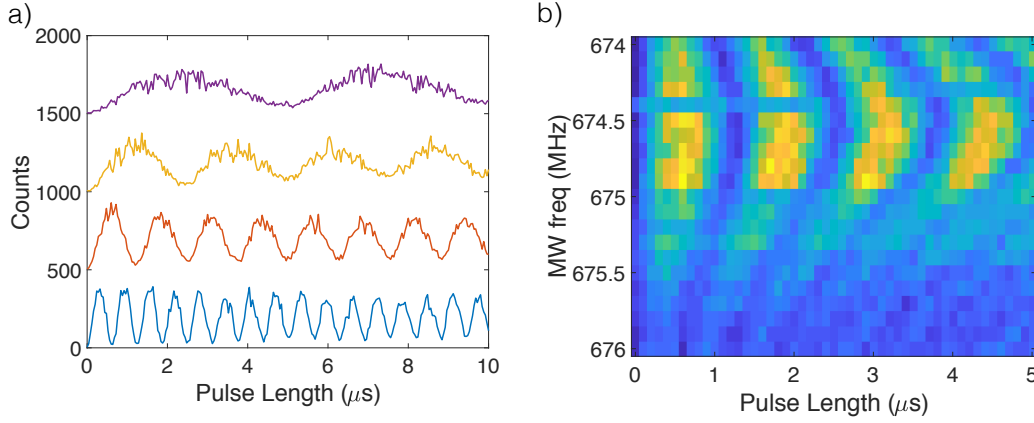 a)
2000
1500
1000
500
0
Counts
0 2 4 6 8 10
Pulse Length (μs)
b)
674
674.5
675
675.5
676
MW freq (MHz)
1 2 3 4 5
Pulse Length (μs)